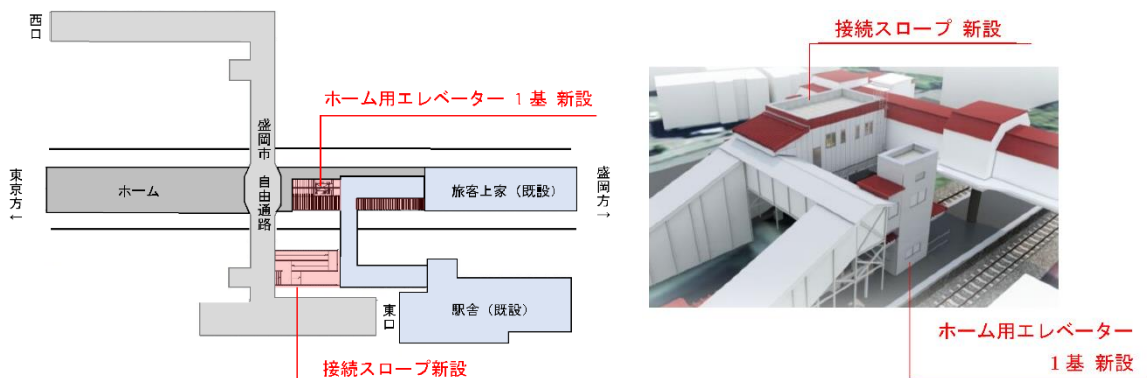 西口
ホーム用エレベーター 1 基 新設
盛岡市 自由通路
東京方
←
ホーム
旅客上家（既設）
盛岡方
→
駅舎（既設）
東口
接続スロープ新設
接続スロープ 新設
ホーム用エレベーター
1 基 新設